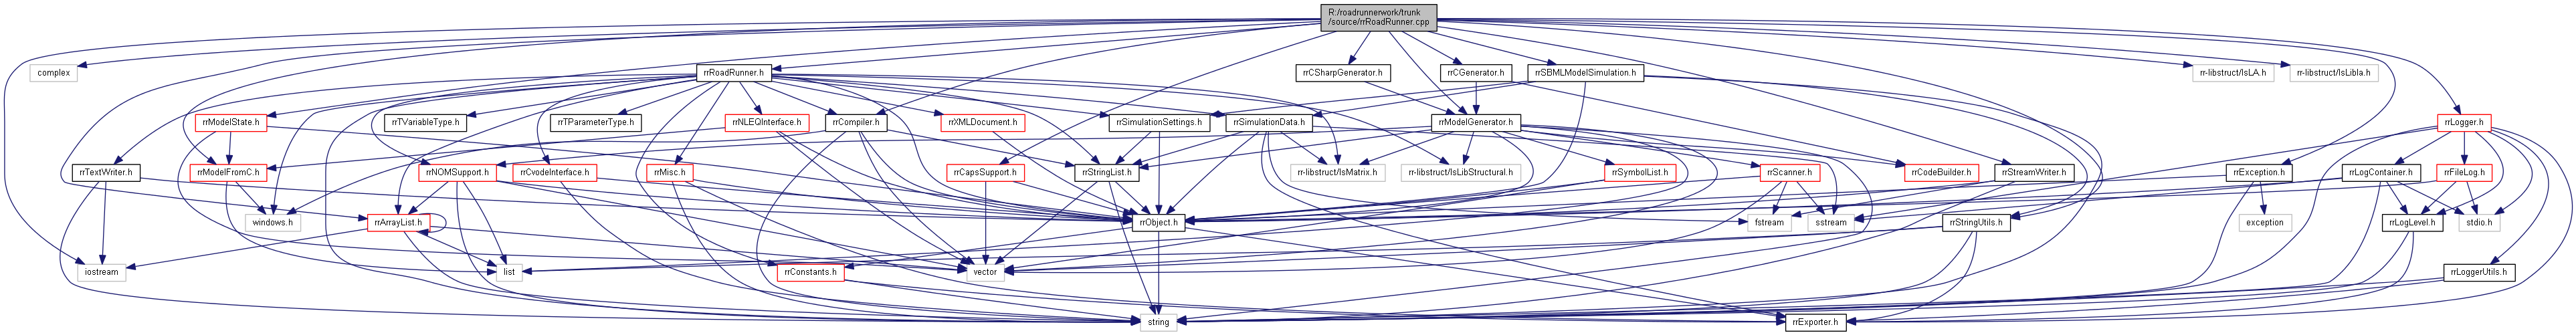 R:/roadrunnerwork/trunk
/source/rrRoadRunner.cpp
complex
rrRoadRunner.h
rrCSharpGenerator.h
rrCGenerator.h
rrSBMLModelSimulation.h
rr-libstruct/lsLA.h
rr-libstruct/lsLibla.h
rrModelState.h
rrTVariableType.h
rrTParameterType.h
rrNLEQInterface.h
rrCompiler.h
rrXMLDocument.h
rrSimulationSettings.h
rrSimulationData.h
rrModelGenerator.h
rrLogger.h
rrTextWriter.h
rrModelFromC.h
rrNOMSupport.h
rrCvodeInterface.h
rrMisc.h
rrStringList.h
rrCapsSupport.h
rr-libstruct/lsMatrix.h
rr-libstruct/lsLibStructural.h
rrSymbolList.h
rrScanner.h
rrCodeBuilder.h
rrStreamWriter.h
rrException.h
rrLogContainer.h
rrFileLog.h
rrArrayList.h
windows.h
rrObject.h
fstream
sstream
rrStringUtils.h
exception
rrLogLevel.h
stdio.h
iostream
list
rrConstants.h
vector
rrLoggerUtils.h
string
rrExporter.h